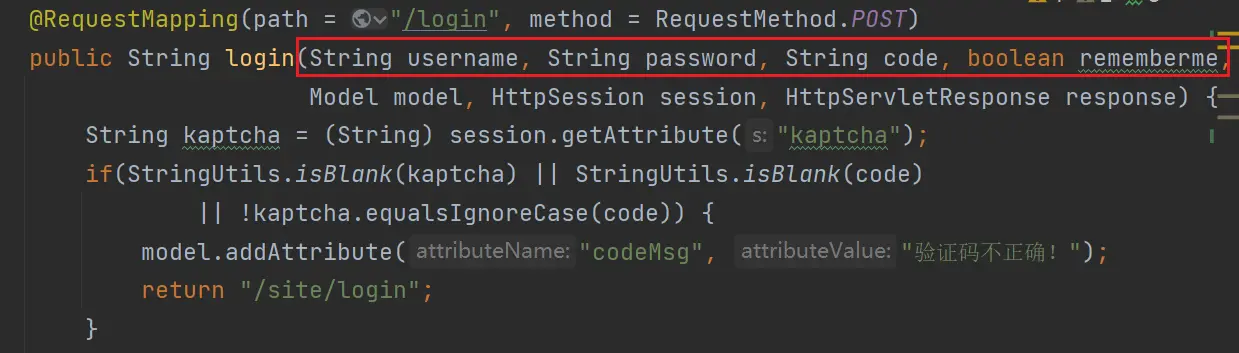 @RequestMapping(path = "/login", method = RequestMethod.POST)
public String login(String username, String password, String code, boolean rememberme,
Model model, HttpSession session, HttpServletResponse response) {
String kaptcha = (String) session.getAttribute( s: "kaptcha");
if(StringUtils.isBlank(kaptcha) || StringUtils.isBlank(code)
|| !kaptcha.equalsIgnoreCase(code)) {
model.addAttribute( attributeName: "codeMsg", attributeValue: "验证码不正确！");
return "/site/login";
}